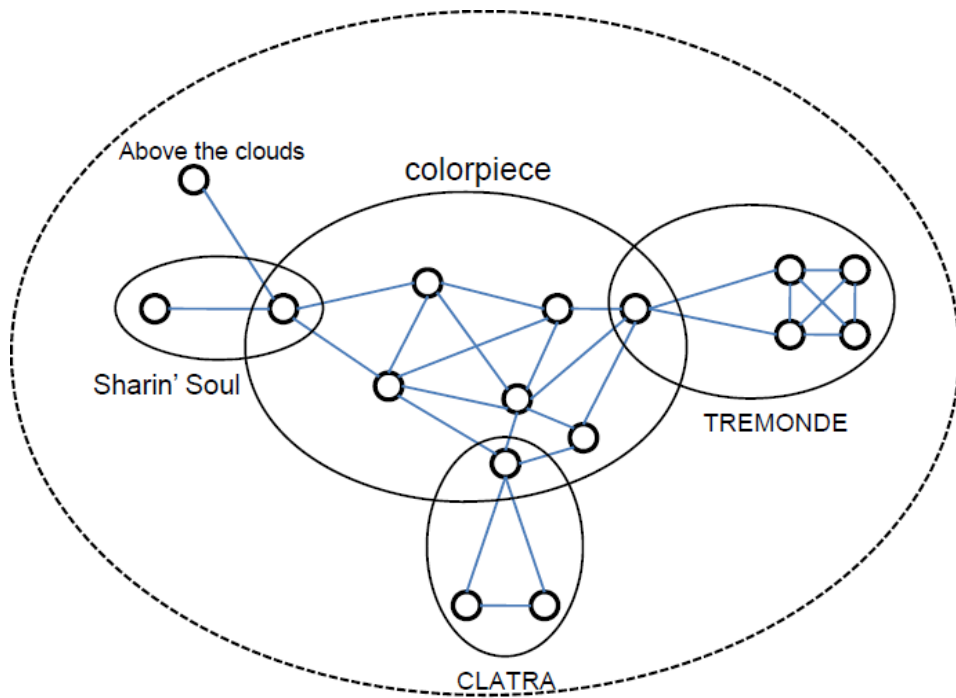 Above the clouds
colorpiece
Sharin' Soul
TREMONDE
CLATRA